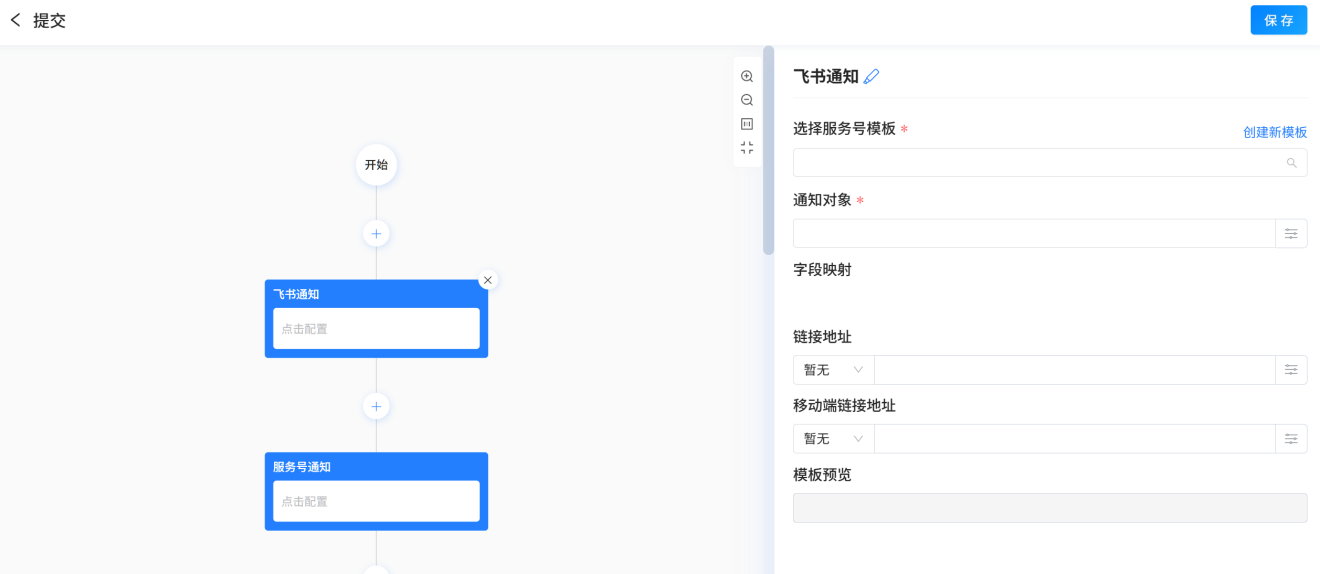 提交
保 存
开始
飞书通知
点击配置
服务号通知
点击配置
飞书通知
选择服务号模板 *
创建新模板
通知对象 *
字段映射
链接地址
暂无
移动端链接地址
暂无
模板预览